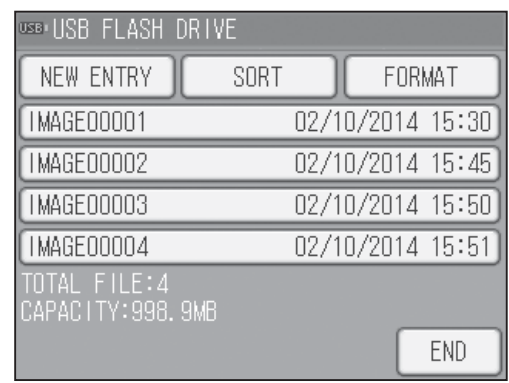 USB USB FLASH DRIVE
NEW ENTRY SORT FORMAT
IMAGE00001 02/10/2014 15:30
IMAGE00002 02/10/2014 15:45
IMAGE00003 02/10/2014 15:50
IMAGE00004 02/10/2014 15:51
TOTAL FILE:4
CAPACITY:998.9MB
END